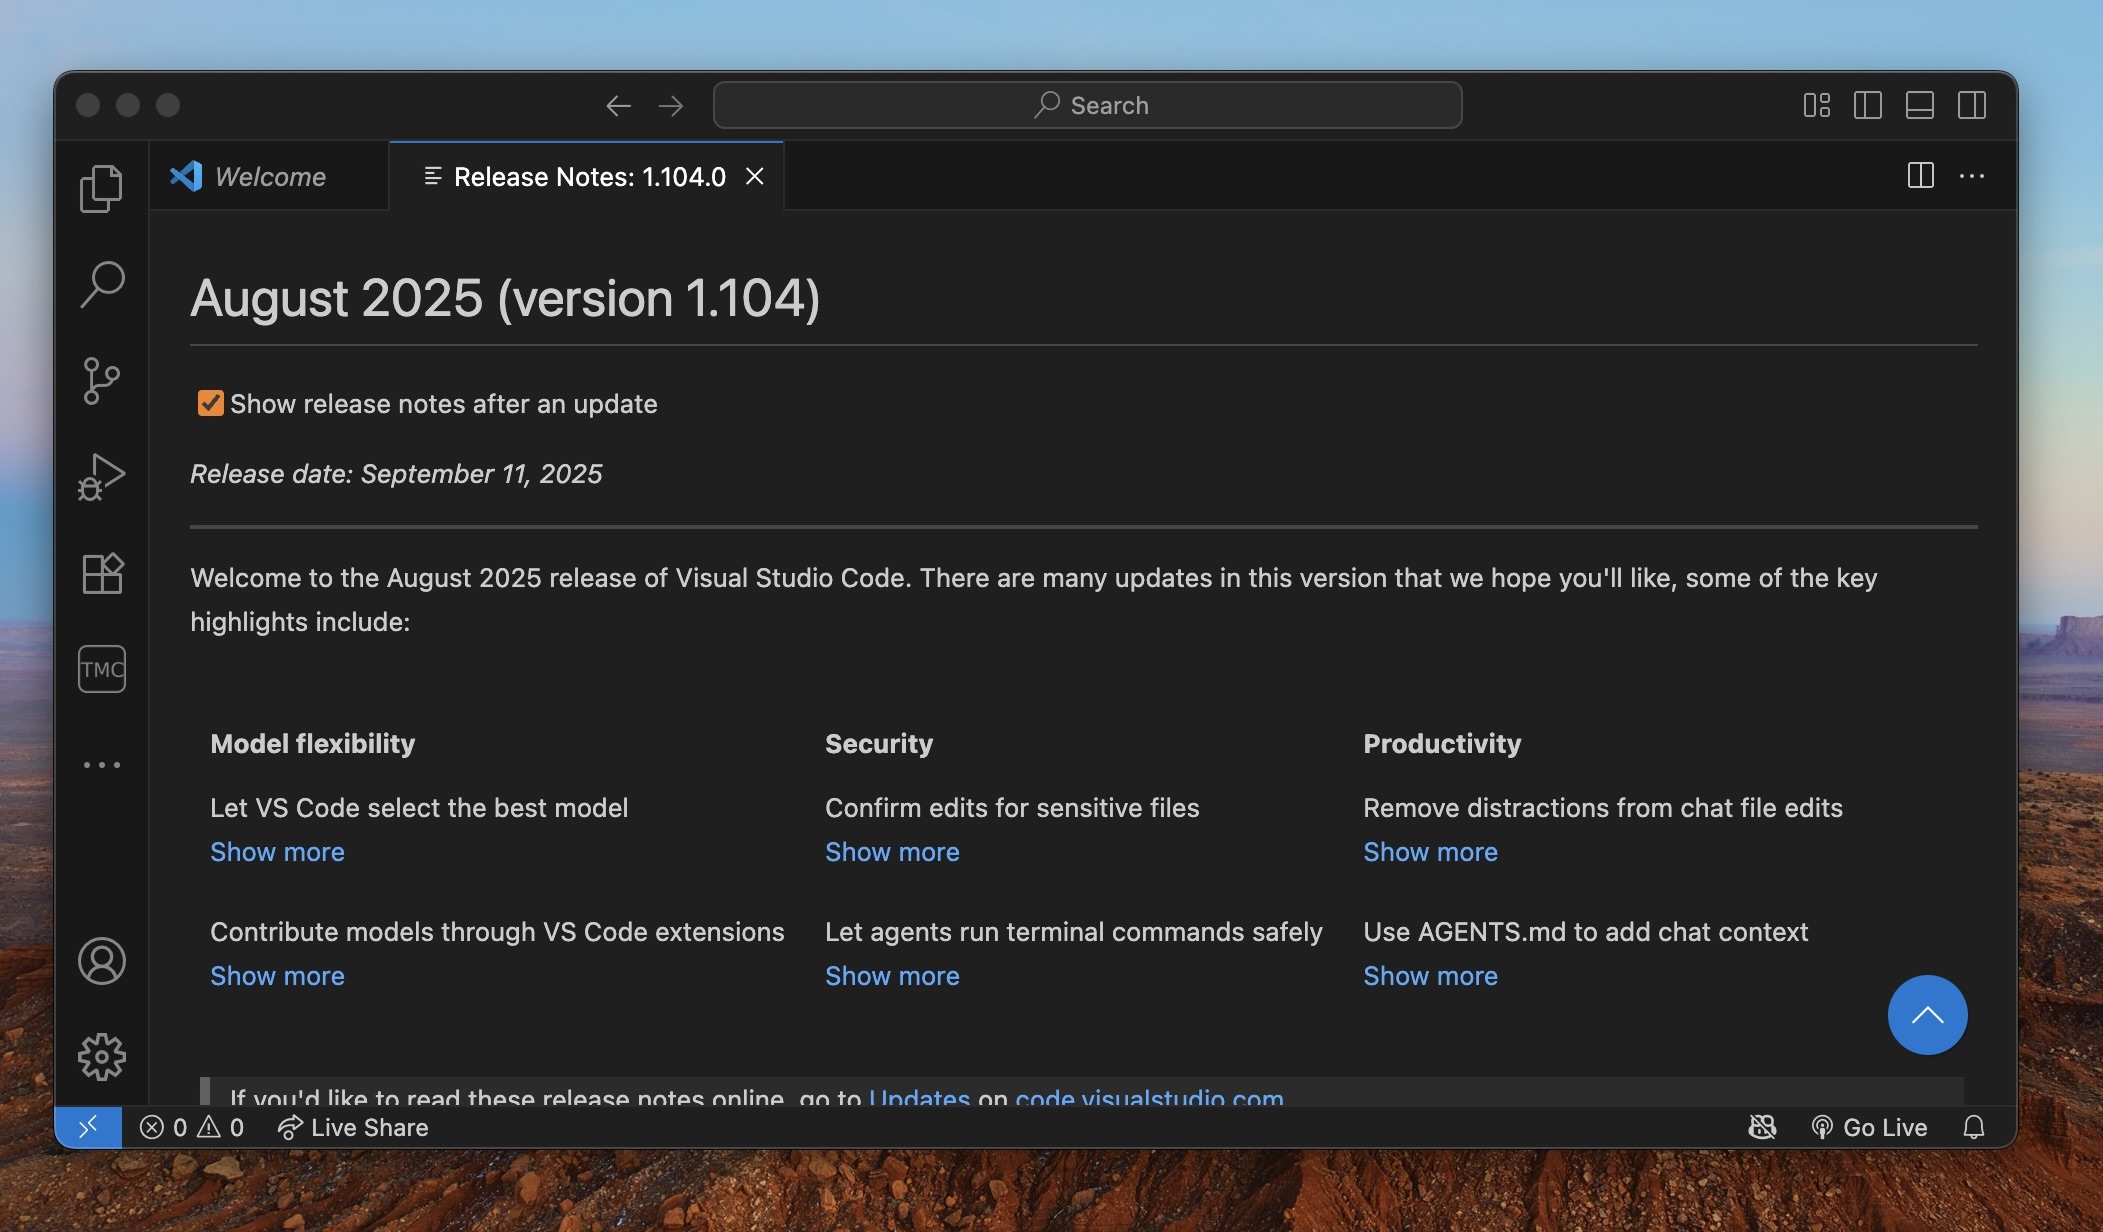 Search
Welcome
Release Notes: 1.104.0
August 2025 (version 1.104)
Show release notes after an update
Release date: September 11, 2025
Welcome to the August 2025 release of Visual Studio Code. There are many updates in this version that we hope you'll like, some of the key
highlights include:
Model flexibility Security Productivity
Let VS Code select the best model Confirm edits for sensitive files Remove distractions from chat file edits
Show more Show more Show more
Contribute models through VS Code extensions Let agents run terminal commands safely Use AGENTS.md to add chat context
Show more Show more Show more
TMC
If you'd like to read these release notes online, go to Updates on code.visualstudio.com
0 0 Live Share Go Live